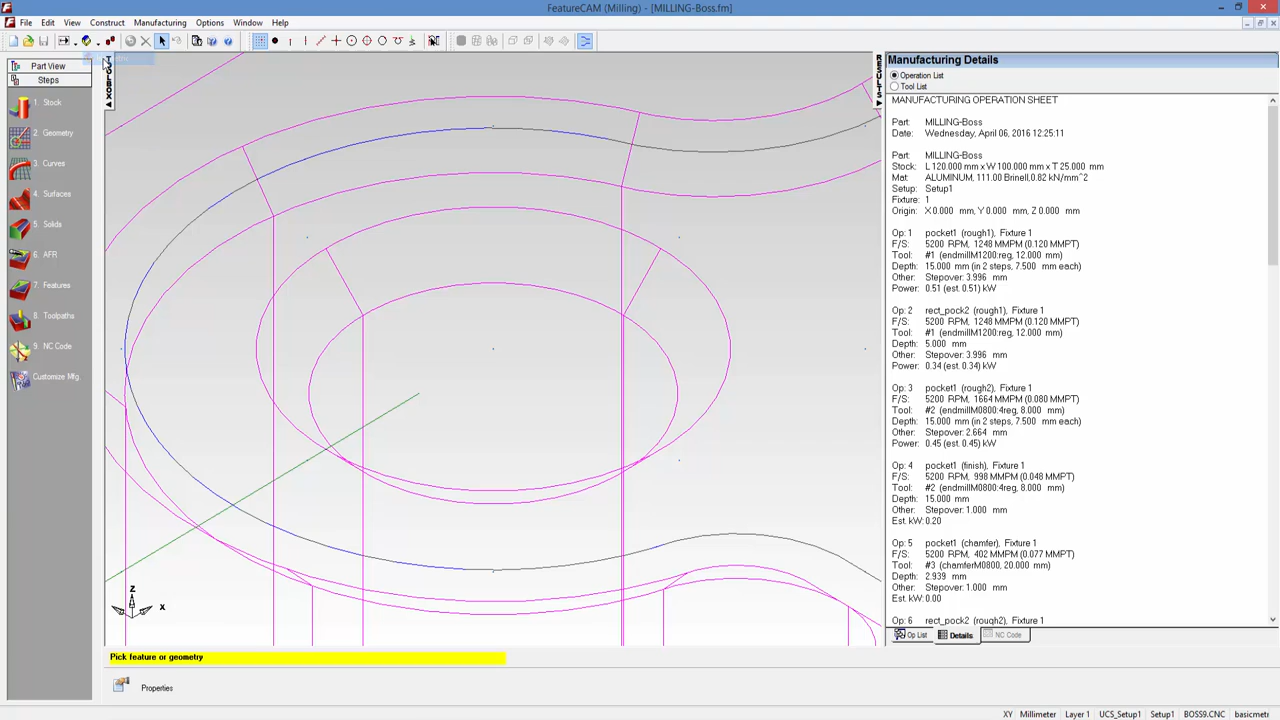 FeatureCAM (Milling) - [MILLING-Boss.fm]
File Edit View Construct Manufacturing Options Window Help
Part View
Steps
1. Stock
2. Geometry
3. Curves
4. Surfaces
5. Solids
6. AFR
7. Features
8. Toolpaths
9. NC Code
Customize Mfg.
TOOLBOX
RESULTS
Z
X
Pick feature or geometry
Properties
Manufacturing Details
Operation List
Tool List
MANUFACTURING OPERATION SHEET
Part: MILLING-Boss
Date: Wednesday, April 06, 2016 12:25:11
Part: MILLING-Boss
Stock: L 120.000 mm x W 100.000 mm x T 25.000 mm
Mat: ALUMINUM, 111.00 Brinell,0.82 kN/mm^2
Setup: Setup1
Fixture: 1
Origin: X 0.000 mm, Y 0.000 mm, Z 0.000 mm
Op: 1 pocket1 (rough1), Fixture 1
F/S: 5200 RPM, 1248 MMPM (0.120 MMPT)
Tool: #1 (endmillM1200:reg, 12.000 mm)
Depth: 15.000 mm (in 2 steps, 7.500 mm each)
Other: Stepover: 3.996 mm
Power: 0.51 (est. 0.51) kW
Op: 2 rect_pock2 (rough1), Fixture 1
F/S: 5200 RPM, 1248 MMPM (0.120 MMPT)
Tool: #1 (endmillM1200:reg, 12.000 mm)
Depth: 5.000 mm
Other: Stepover: 3.996 mm
Power: 0.34 (est. 0.34) kW
Op: 3 pocket1 (rough2), Fixture 1
F/S: 5200 RPM, 1664 MMPM (0.080 MMPT)
Tool: #2 (endmillM0800:4reg, 8.000 mm)
Depth: 15.000 mm (in 2 steps, 7.500 mm each)
Other: Stepover: 2.664 mm
Power: 0.45 (est. 0.45) kW
Op: 4 pocket1 (finish), Fixture 1
F/S: 5200 RPM, 998 MMPM (0.048 MMPT)
Tool: #2 (endmillM0800:4reg, 8.000 mm)
Depth: 15.000 mm
Other: Stepover: 1.000 mm
Est. kW: 0.20
Op: 5 pocket1 (chamfer), Fixture 1
F/S: 5200 RPM, 402 MMPM (0.077 MMPT)
Tool: #3 (chamferM0800, 20.000 mm)
Depth: 2.939 mm
Other: Stepover: 1.000 mm
Est. kW: 0.00
Op: 6 rect_pock2 (rough2), Fixture 1
Op List Details NC Code
XY Millimeter Layer 1 UCS_Setup1 Setup1 BOSS9.CNC basicmetri